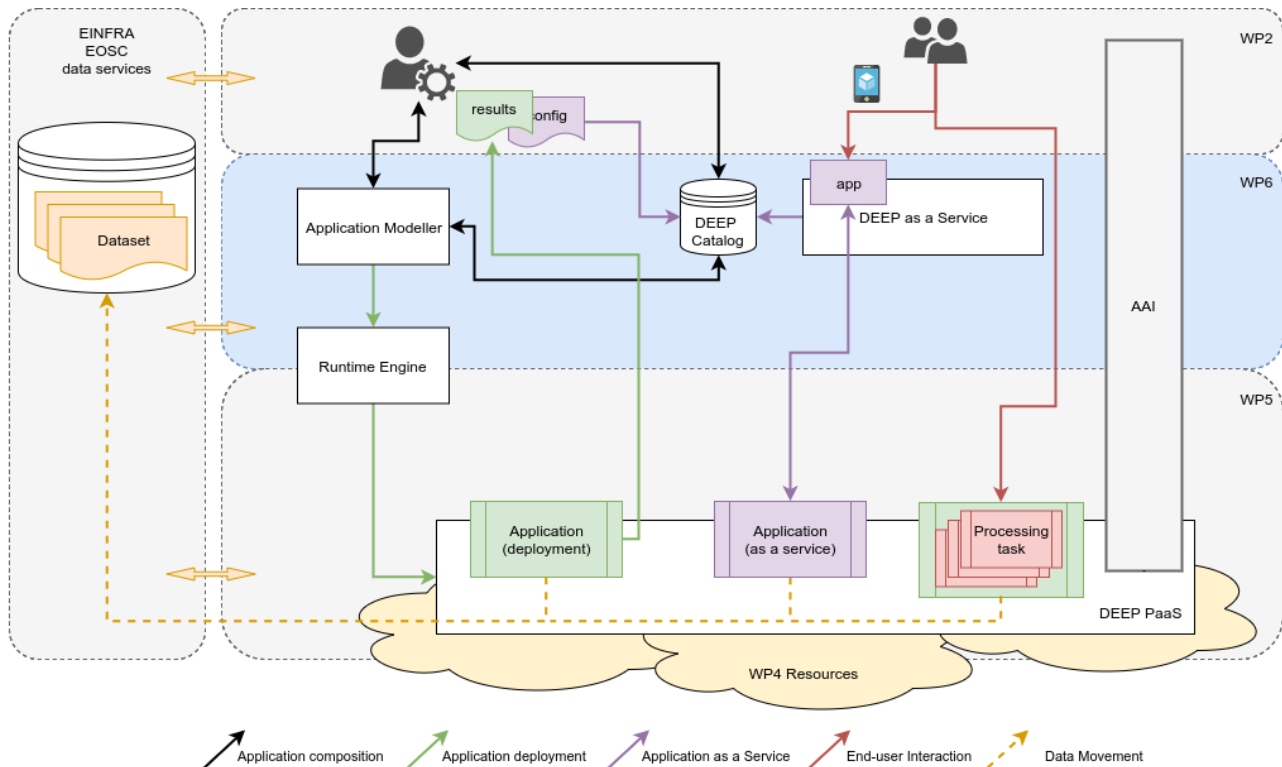 EINFRA
EOSC
data services
WP2
results
config
WP6
app
DEEP as a Service
DEEP
Catalog
Application Modeller
Dataset
AAI
Runtime Engine
WP5
Application
(deployment)
Application
(as a service)
Processing
task
DEEP PaaS
WP4 Resources
Application composition
Application deployment
Application as a Service
End-user Interaction
Data Movement